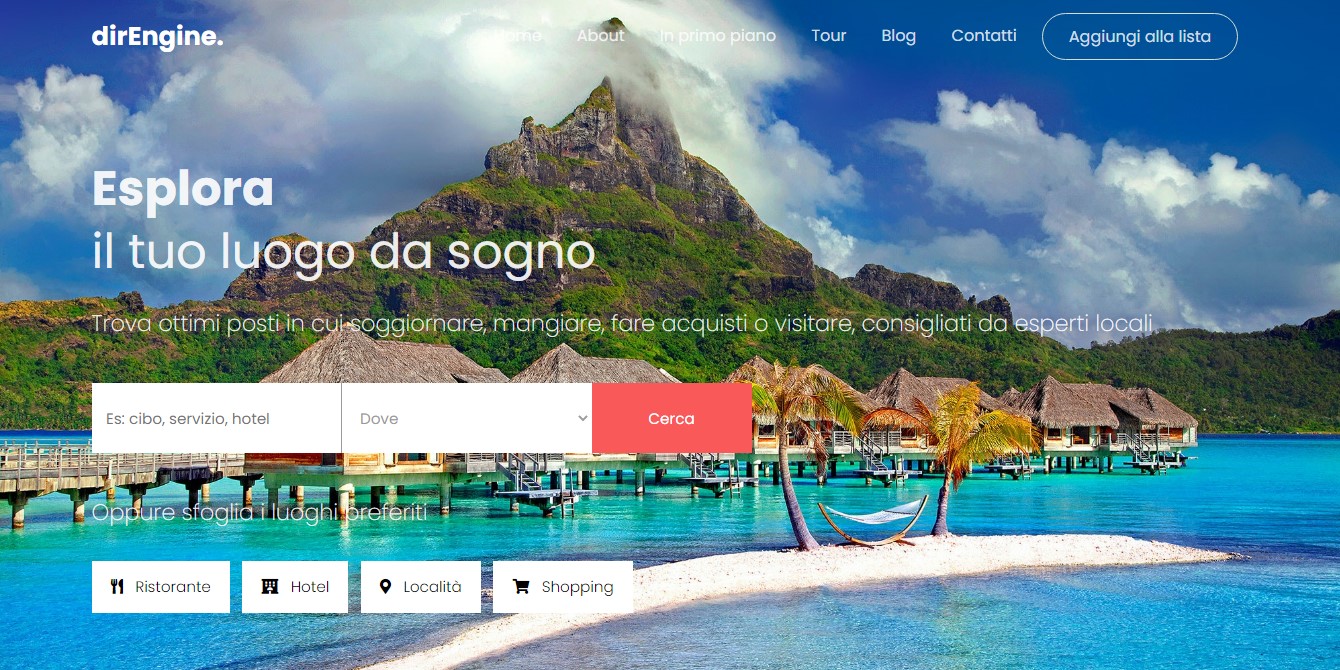 dirEngine.
Home About In primo piano Tour Blog Contatti Aggiungi alla lista
Esplora
il tuo luogo da sogno
Trova ottimi posti in cui soggiornare, mangiare, fare acquisti o visitare, consigliati da esperti locali
Es: cibo, servizio, hotel Dove Cerca
Oppure sfoglia i luoghi preferiti
Ristorante Hotel Località Shopping